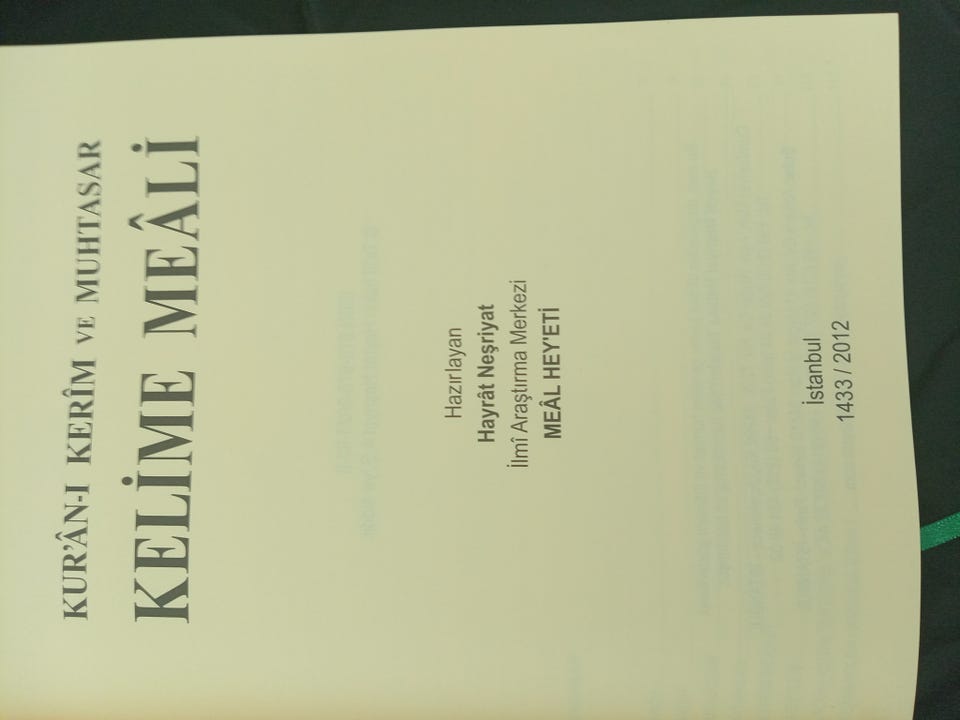 KUR'ÂN-I KERÎM VE MUHTASAR
KELİME MEÂLİ
Hazırlayan
Hayrât Neşriyat
İlmî Araştırma Merkezi
MEÂL HEY'ETİ
İstanbul
1433 / 2012